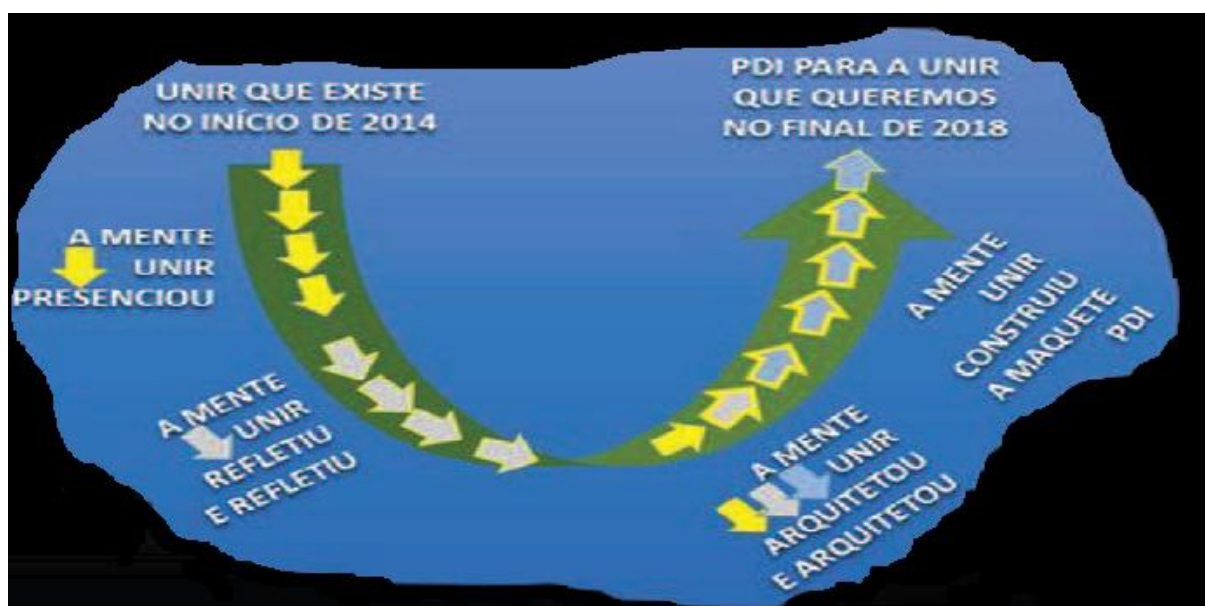 UNIR QUE EXISTE
NO INÍCIO DE 2014
A MENTE
UNIR
PRESENCIOU
A MENTE
UNIR
REFLETIU
E REFLETIU
A MENTE
UNIR
ARQUITETOU
E ARQUITETOU
A MENTE
UNIR
CONSTRUIU
A MAQUETE
PDI
PDI PARA A UNIR
QUE QUEREMOS
NO FINAL DE 2018